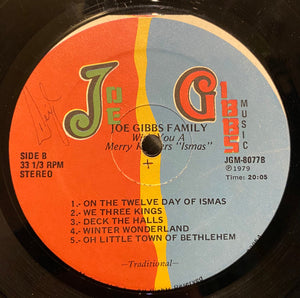 JOE GIBBS MUSIC
JOE GIBBS FAMILY
Wish You A
Merry Rockers "Ismas"
SIDE B
33 1/3 RPM
STEREO
JGM-8077B
℗ 1979
Time: 20:05
1.- ON THE TWELVE DAY OF ISMAS
2.- WE THREE KINGS
3.- DECK THE HALLS
4.- WINTER WONDERLAND
5.- OH LITTLE TOWN OF BETHLEHEM
—Traditional—